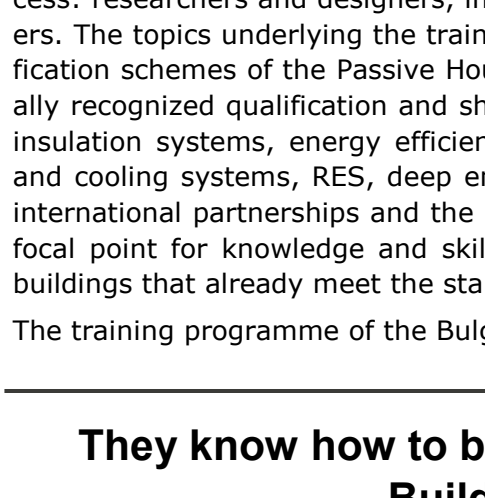 cess: researchers and designers, in
ers. The topics underlying the train
fication schemes of the Passive Hou
ally recognized qualification and sh
insulation systems, energy efficien
and cooling systems, RES, deep en
international partnerships and the
focal point for knowledge and skil
buildings that already meet the sta
The training programme of the Bulg
They know how to b
Build